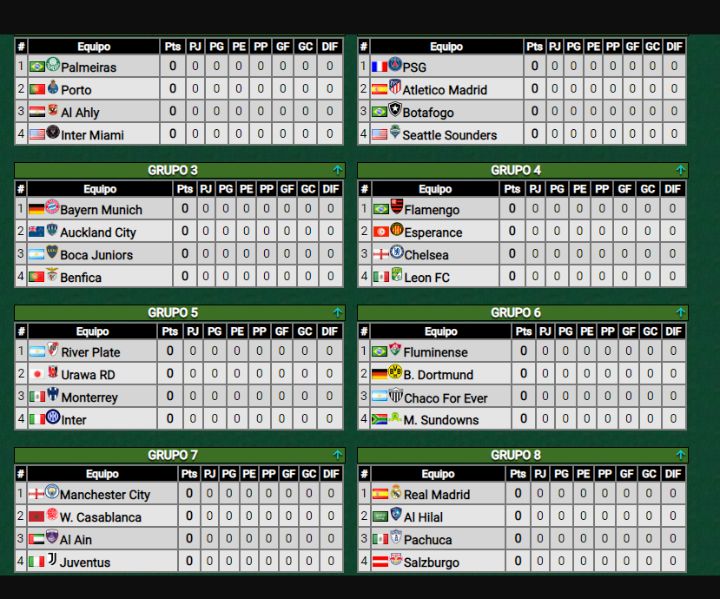 # Equipo Pts PJ PG PE PP GF GC DIF
1 Palmeiras 0 0 0 0 0 0 0 0
2 Porto 0 0 0 0 0 0 0 0
3 Al Ahly 0 0 0 0 0 0 0 0
4 Inter Miami 0 0 0 0 0 0 0 0
# Equipo Pts PJ PG PE PP GF GC DIF
1 PSG 0 0 0 0 0 0 0 0
2 Atletico Madrid 0 0 0 0 0 0 0 0
3 Botafogo 0 0 0 0 0 0 0 0
4 Seattle Sounders 0 0 0 0 0 0 0 0
GRUPO 3
# Equipo Pts PJ PG PE PP GF GC DIF
1 Bayern Munich 0 0 0 0 0 0 0 0
2 Auckland City 0 0 0 0 0 0 0 0
3 Boca Juniors 0 0 0 0 0 0 0 0
4 Benfica 0 0 0 0 0 0 0 0
GRUPO 4
# Equipo Pts PJ PG PE PP GF GC DIF
1 Flamengo 0 0 0 0 0 0 0 0
2 Esperance 0 0 0 0 0 0 0 0
3 Chelsea 0 0 0 0 0 0 0 0
4 Leon FC 0 0 0 0 0 0 0 0
GRUPO 5
# Equipo Pts PJ PG PE PP GF GC DIF
1 River Plate 0 0 0 0 0 0 0 0
2 Urawa RD 0 0 0 0 0 0 0 0
3 Monterrey 0 0 0 0 0 0 0 0
4 Inter 0 0 0 0 0 0 0 0
GRUPO 6
# Equipo Pts PJ PG PE PP GF GC DIF
1 Fluminense 0 0 0 0 0 0 0 0
2 B. Dortmund 0 0 0 0 0 0 0 0
3 Chaco For Ever 0 0 0 0 0 0 0 0
4 M. Sundowns 0 0 0 0 0 0 0 0
GRUPO 7
# Equipo Pts PJ PG PE PP GF GC DIF
1 Manchester City 0 0 0 0 0 0 0 0
2 W. Casablanca 0 0 0 0 0 0 0 0
3 Al Ain 0 0 0 0 0 0 0 0
4 Juventus 0 0 0 0 0 0 0 0
GRUPO 8
# Equipo Pts PJ PG PE PP GF GC DIF
1 Real Madrid 0 0 0 0 0 0 0 0
2 Al Hilal 0 0 0 0 0 0 0 0
3 Pachuca 0 0 0 0 0 0 0 0
4 Salzburgo 0 0 0 0 0 0 0 0